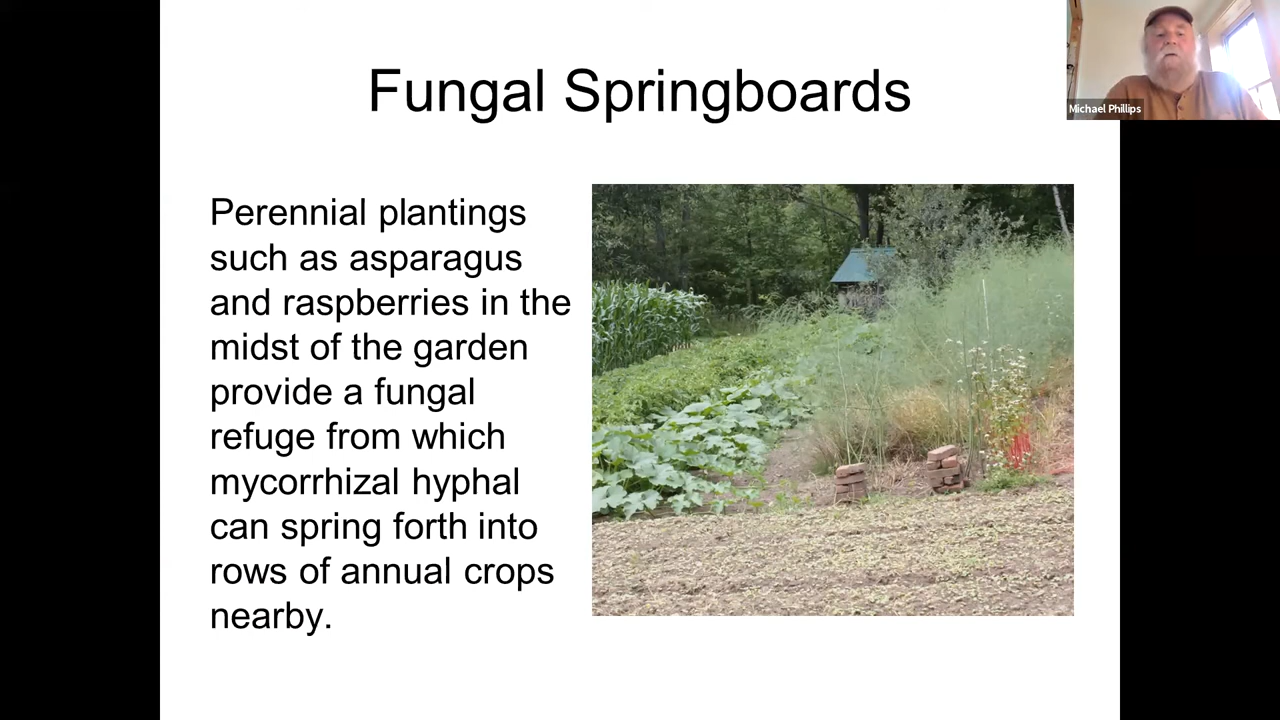 Fungal Springboards
Michael Phillips
Perennial plantings
such as asparagus
and raspberries in the
midst of the garden
provide a fungal
refuge from which
mycorrhizal hyphal
can spring forth into
rows of annual crops
nearby.